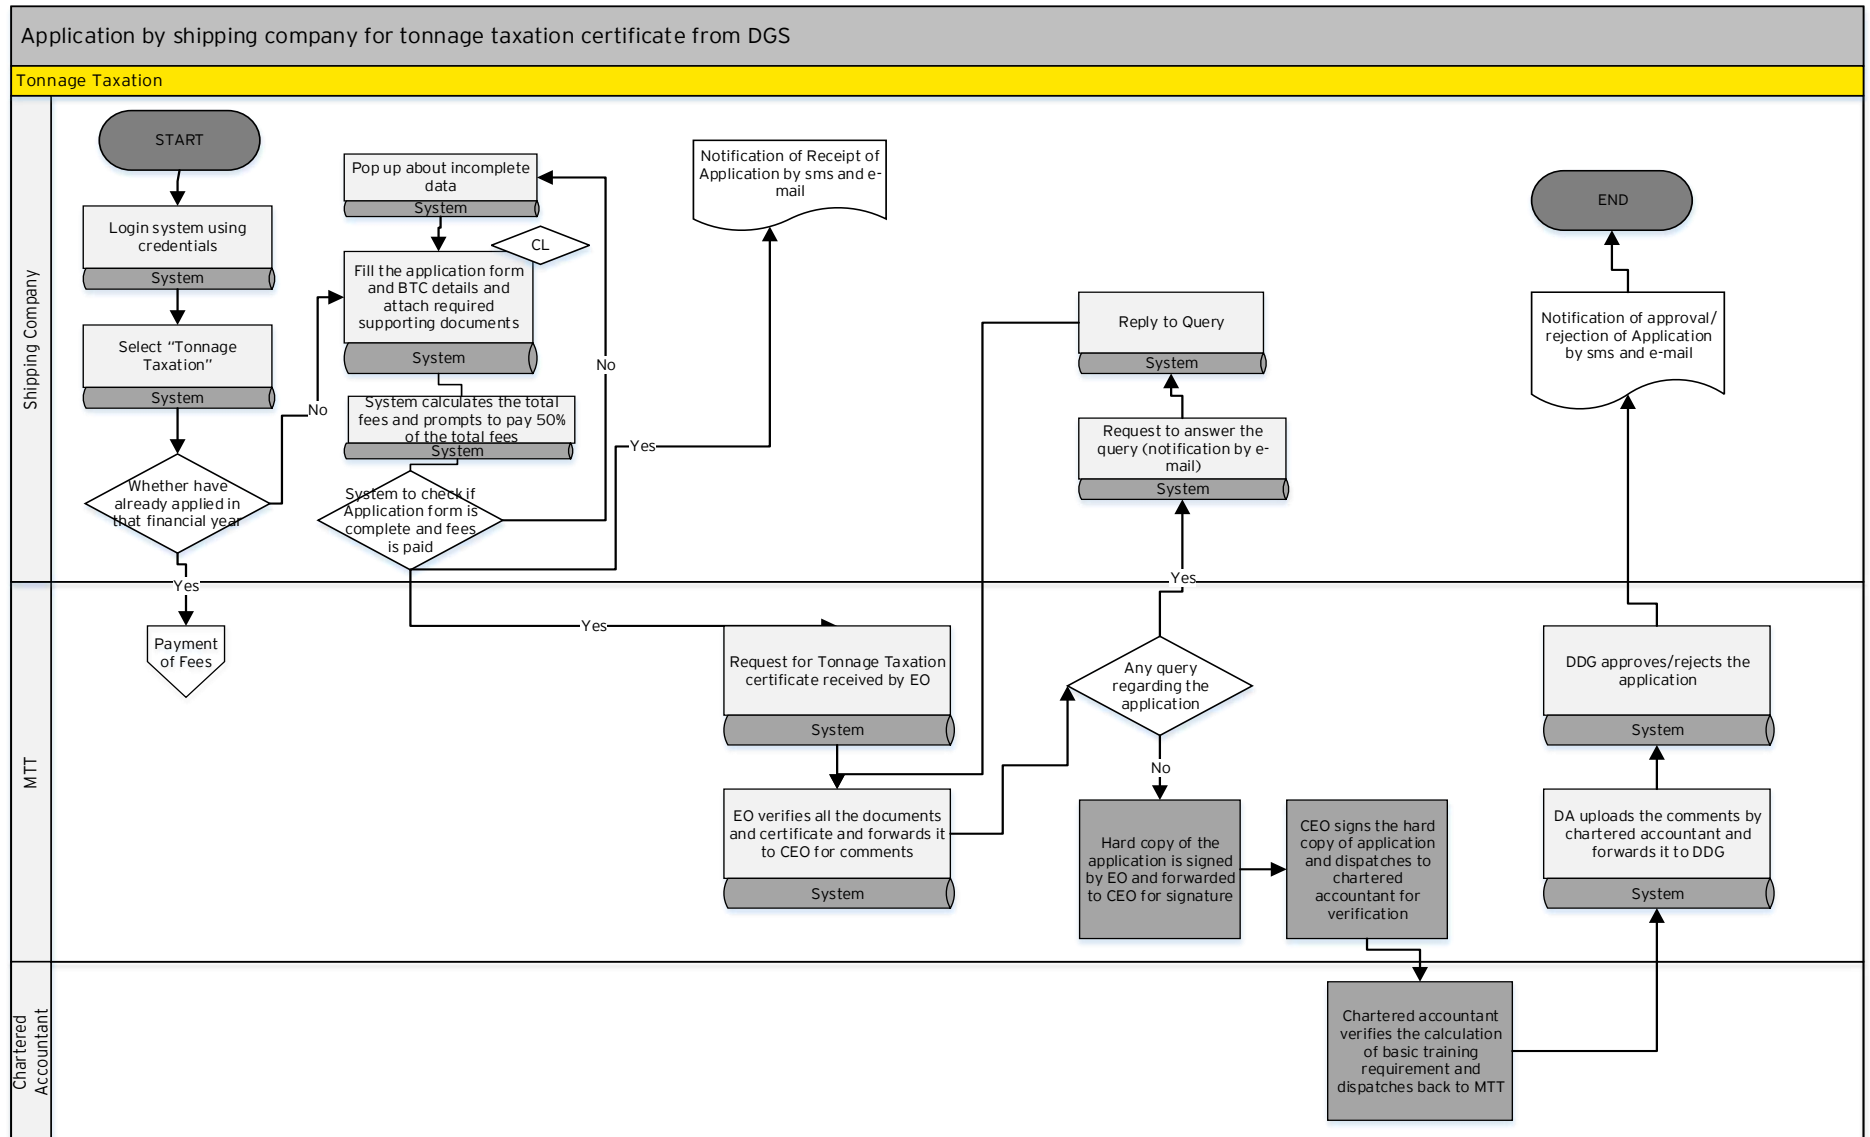 Application by shipping company for tonnage taxation certificate from DGS
Tonnage Taxation
Shipping Company
START
Login system using
credentials
System
Select “Tonnage
Taxation”
System
Whether have
already applied in
that financial year
No
Yes
Pop up about incomplete
data
System
CL
Fill the application form
and BTC details and
attach required
supporting documents
System
System calculates the total
fees and prompts to pay 50%
of the total fees
System
System to check if
Application form is
complete and fees
is paid
No
Yes
Notification of Receipt of
Application by sms and e-
mail
Reply to Query
System
Request to answer the
query (notification by e-
mail)
System
Yes
Notification of approval/
rejection of Application
by sms and e-mail
END
MTT
Payment
of Fees
Yes
Request for Tonnage Taxation
certificate received by EO
System
EO verifies all the documents
and certificate and forwards it
to CEO for comments
System
Any query
regarding the
application
No
Hard copy of the
application is signed
by EO and forwarded
to CEO for signature
CEO signs the hard
copy of application
and dispatches to
chartered
accountant for
verification
DDG approves/rejects the
application
System
DA uploads the comments by
chartered accountant and
forwards it to DDG
System
Chartered
Accountant
Chartered accountant
verifies the calculation
of basic training
requirement and
dispatches back to MTT